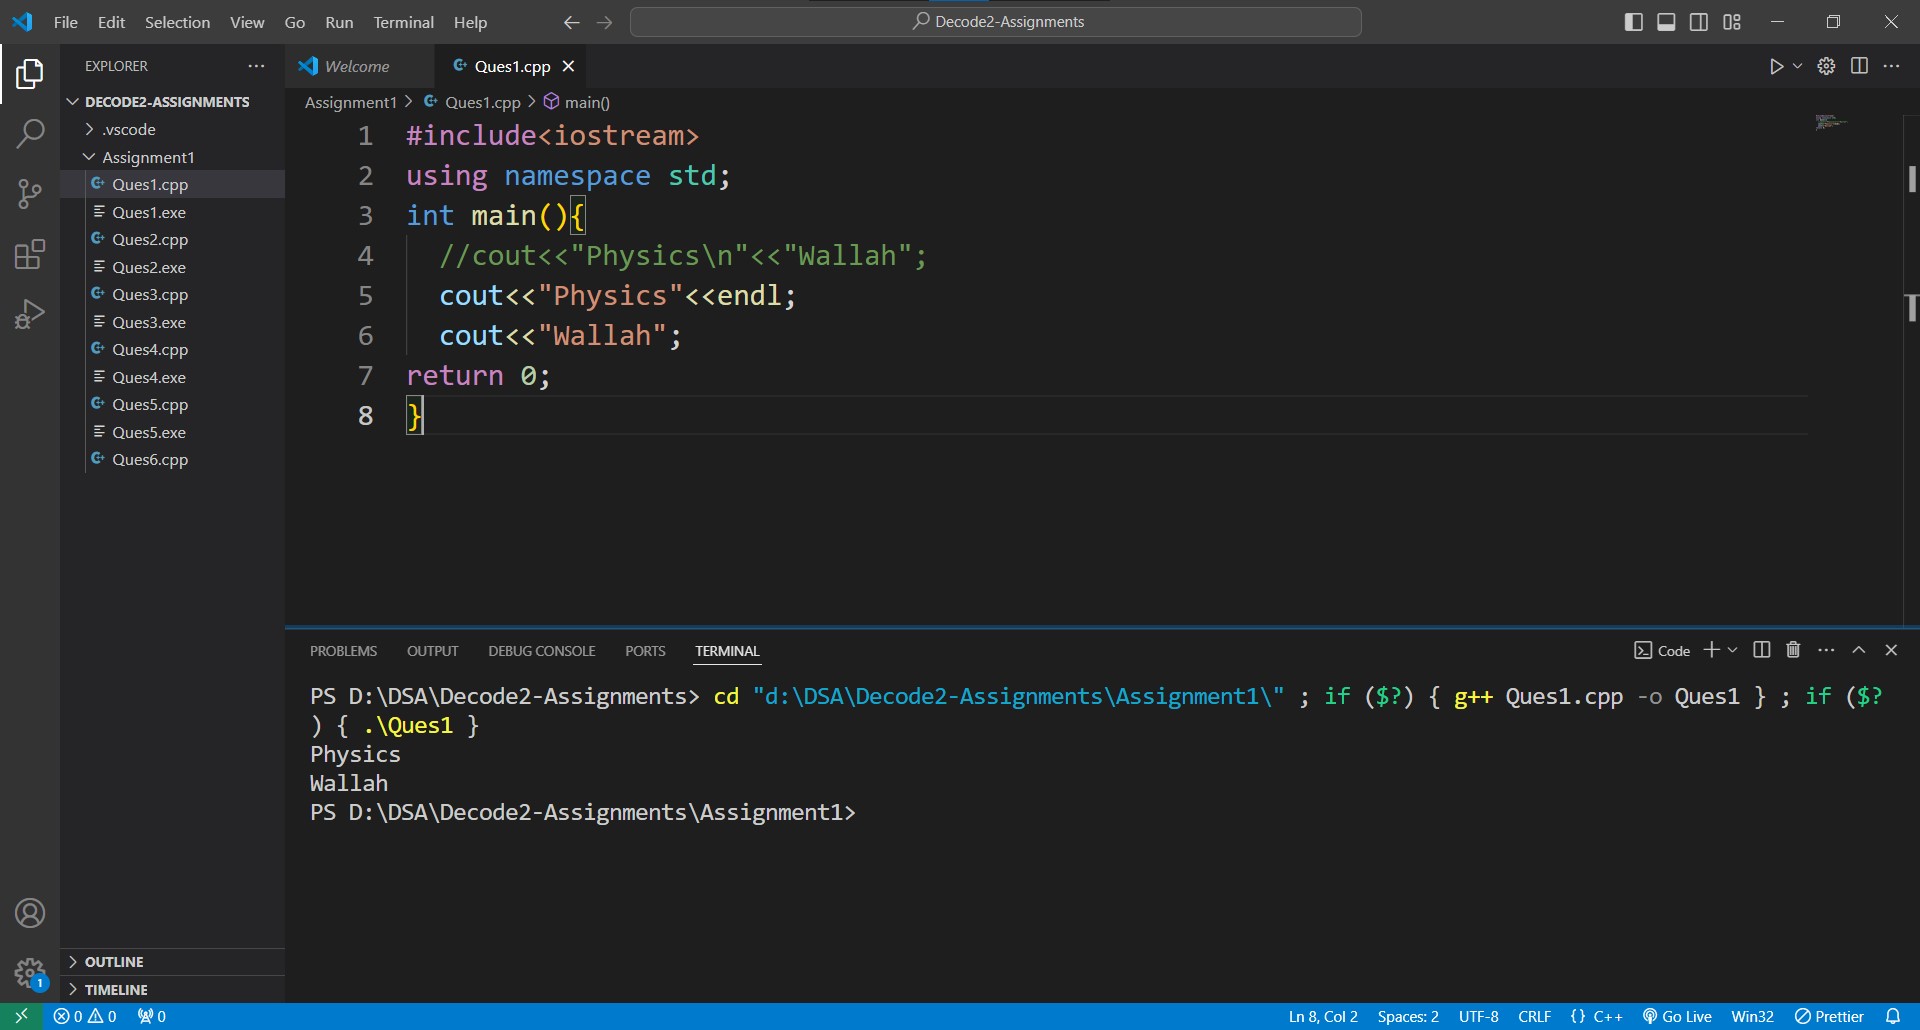 File Edit Selection View Go Run Terminal Help
Decode2-Assignments
EXPLORER
DECODE2-ASSIGNMENTS
.vscode
Assignment1
Ques1.cpp
Ques1.exe
Ques2.cpp
Ques2.exe
Ques3.cpp
Ques3.exe
Ques4.cpp
Ques4.exe
Ques5.cpp
Ques5.exe
Ques6.cpp
OUTLINE
TIMELINE
Welcome Ques1.cpp
Assignment1 > Ques1.cpp > main()
1 #include<iostream>
2 using namespace std;
3 int main(){
4 //cout<<"Physics\n"<<"Wallah";
5 cout<<"Physics"<<endl;
6 cout<<"Wallah";
7 return 0;
8 }
PROBLEMS OUTPUT DEBUG CONSOLE PORTS TERMINAL
Code
PS D:\DSA\Decode2-Assignments> cd "d:\DSA\Decode2-Assignments\Assignment1\" ; if ($?) { g++ Ques1.cpp -o Ques1 } ; if ($?
) { .\Ques1 }
Physics
Wallah
PS D:\DSA\Decode2-Assignments\Assignment1>
1
0 0 0 Ln 8, Col 2 Spaces: 2 UTF-8 CRLF {} C++ Go Live Win32 Prettier